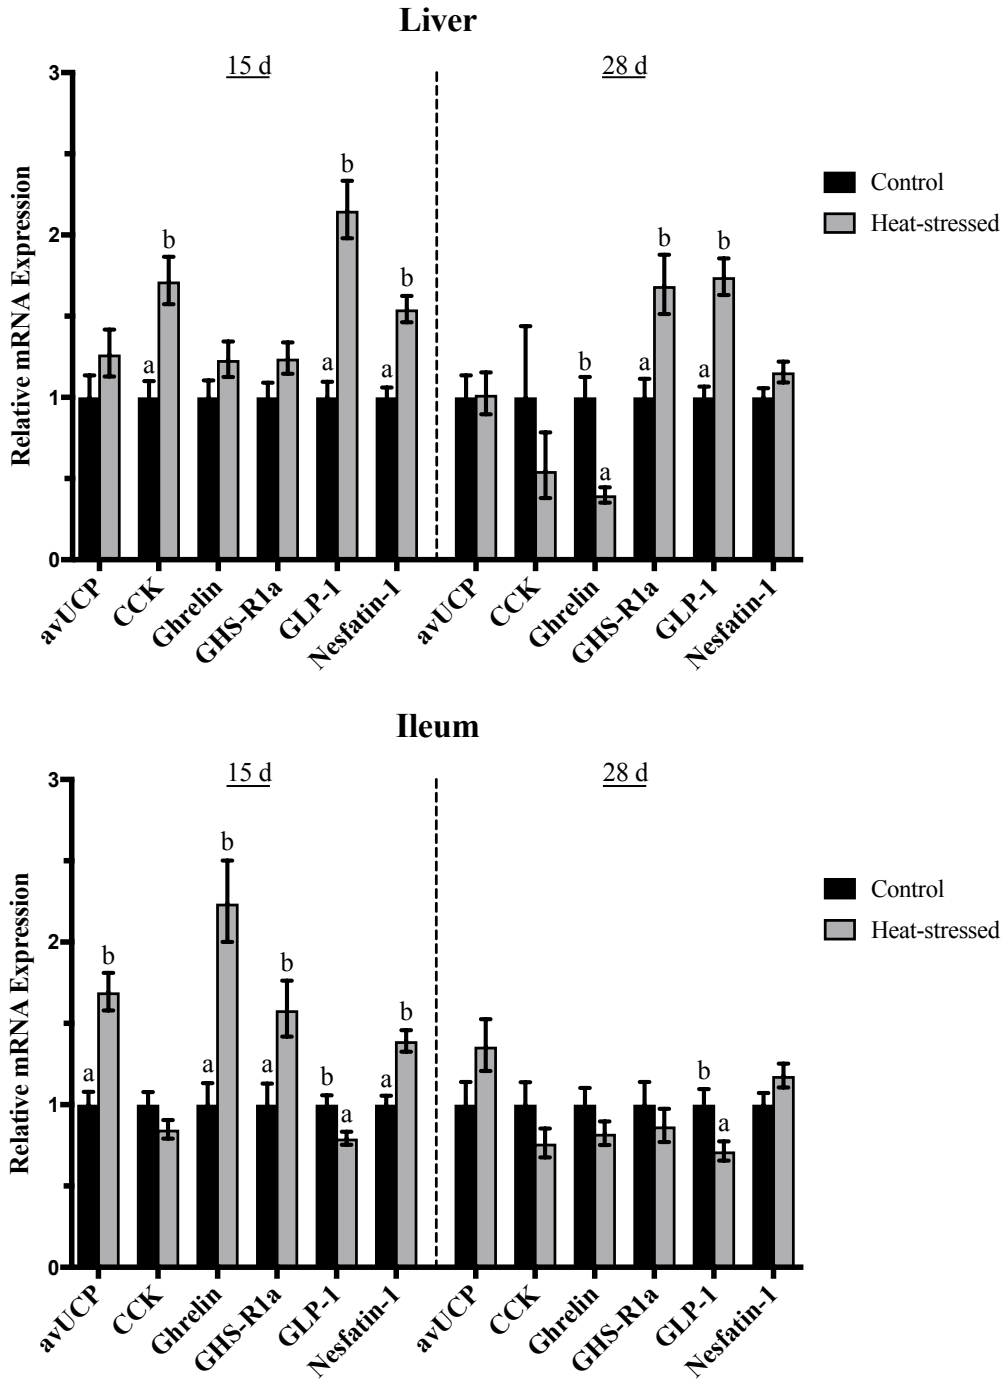 Liver
15 d
28 d
3
2
1
0
Relative mRNA Expression
b
a
b
a
b
a
b
b
a
a
b
a
b
avUCP
CCK
Ghrelin
GHS-R1a
GLP-1
Nesfatin-1
avUCP
CCK
Ghrelin
GHS-R1a
GLP-1
Nesfatin-1
Control
Heat-stressed
Ileum
15 d
28 d
3
2
1
0
Relative mRNA Expression
a
b
a
b
a
b
b
a
a
b
b
a
avUCP
CCK
Ghrelin
GHS-R1a
GLP-1
Nesfatin-1
avUCP
CCK
Ghrelin
GHS-R1a
GLP-1
Nesfatin-1
Control
Heat-stressed